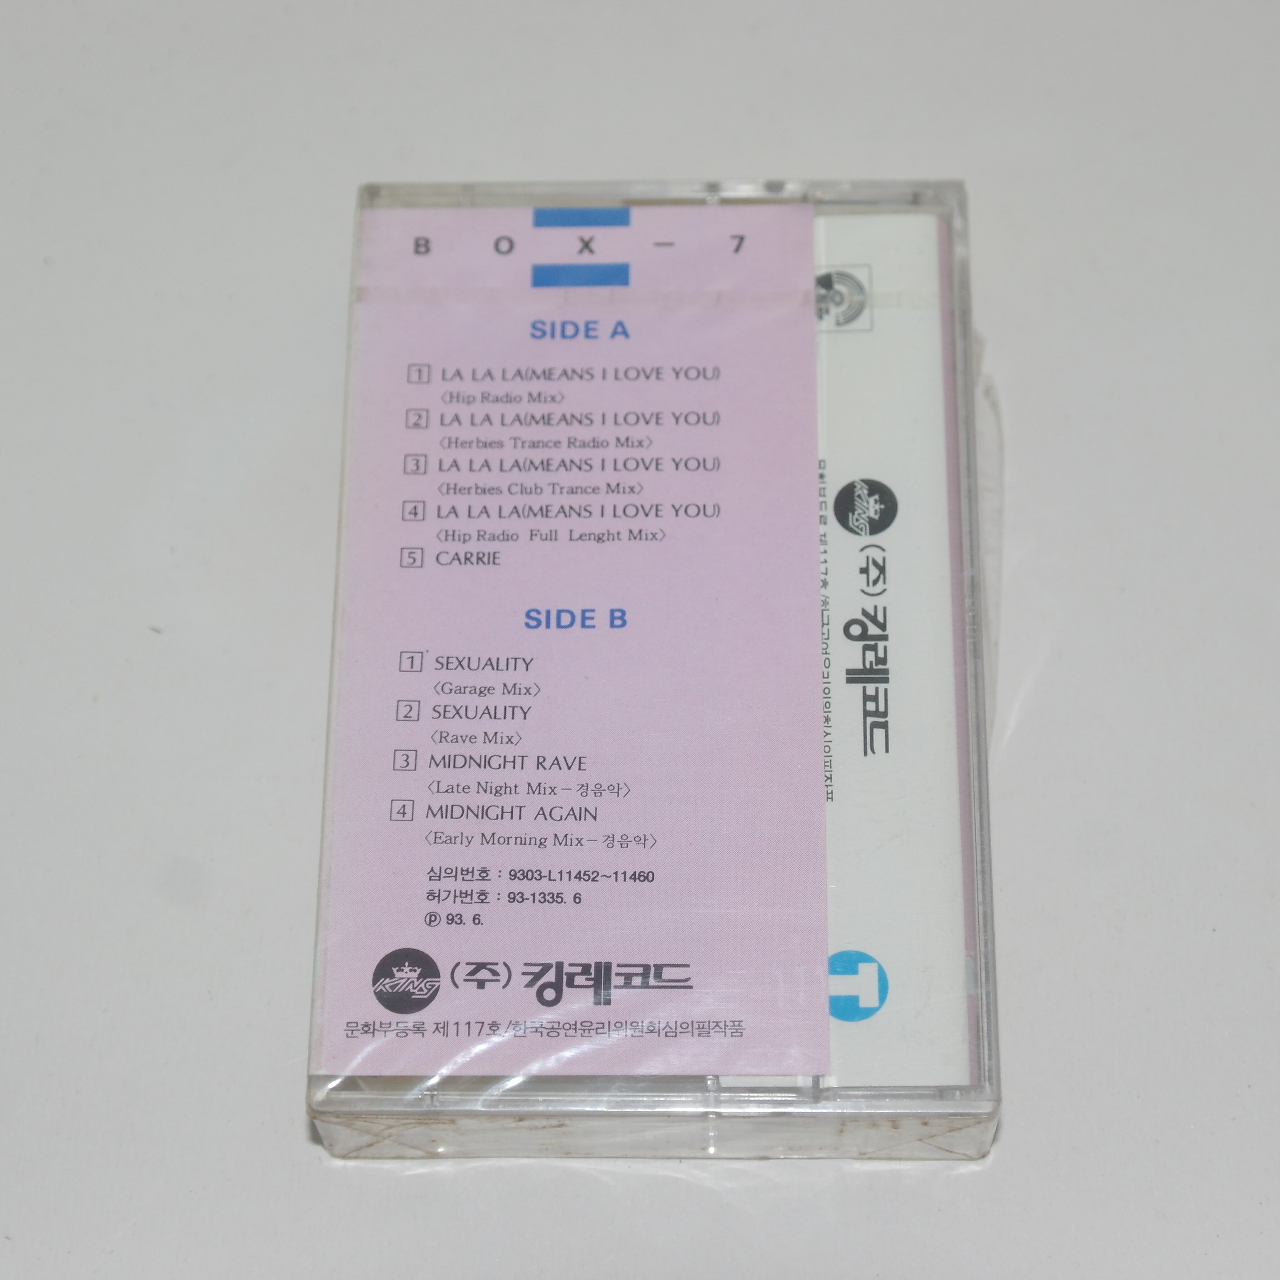 BOX-7
SIDE A
1 LA LA LA(MEANS I LOVE YOU)
〈Hip Radio Mix〉
2 LA LA LA(MEANS I LOVE YOU)
〈Herbies Trance Radio Mix〉
3 LA LA LA(MEANS I LOVE YOU)
〈Herbies Club Trance Mix〉
4 LA LA LA(MEANS I LOVE YOU)
〈Hip Radio Full Lenght Mix〉
5 CARRIE
SIDE B
1 SEXUALITY
〈Garage Mix〉
2 SEXUALITY
〈Rave Mix〉
3 MIDNIGHT RAVE
〈Late Night Mix－경음악〉
4 MIDNIGHT AGAIN
〈Early Morning Mix－경음악〉
심의번호 : 9303-L11452~11460
허가번호 : 93-1335. 6
ⓟ 93. 6.
KING (주) 킹레코드
문화부등록 제117호/한국공연윤리위원회심의필작품
KING (주) 킹레코드
T